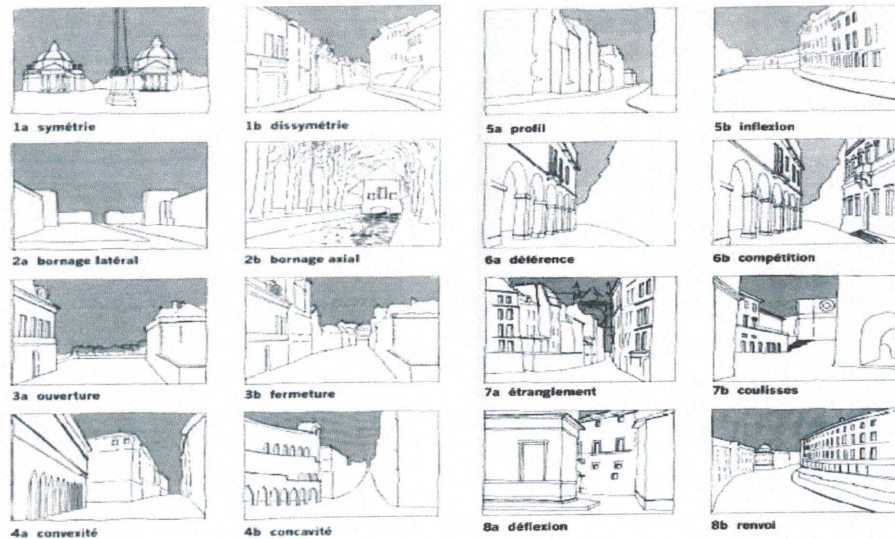 1a symétrie
1b dissymétrie
5a profil
5b inflexion
2a bornage latéral
2b bornage axial
6a déférence
6b compétition
3a ouverture
3b fermeture
7a étranglement
7b coulisses
4a convexité
4b concavité
8a déflexion
8b renvoi